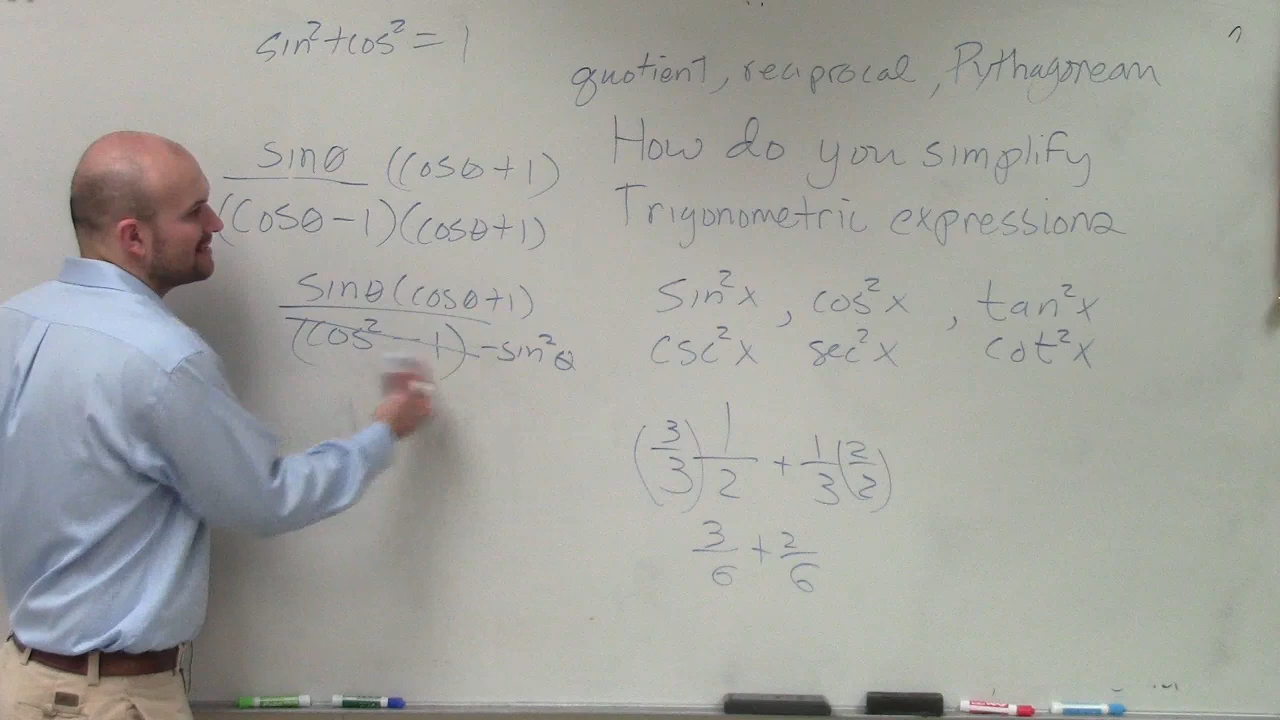 sin²+cos² = 1
quotient, reciprocal, Pythagorean
How do you simplify
Trigonometric expressions
sinθ (cosθ+1)
(cosθ-1)(cosθ+1)
sinθ(cosθ+1)
(cos² - 1) -sin²θ
sin²x, cos²x, tan²x
csc²x sec²x cot²x
(3/3) 1/2 + 1/3 (2/2)
3/6 + 2/6